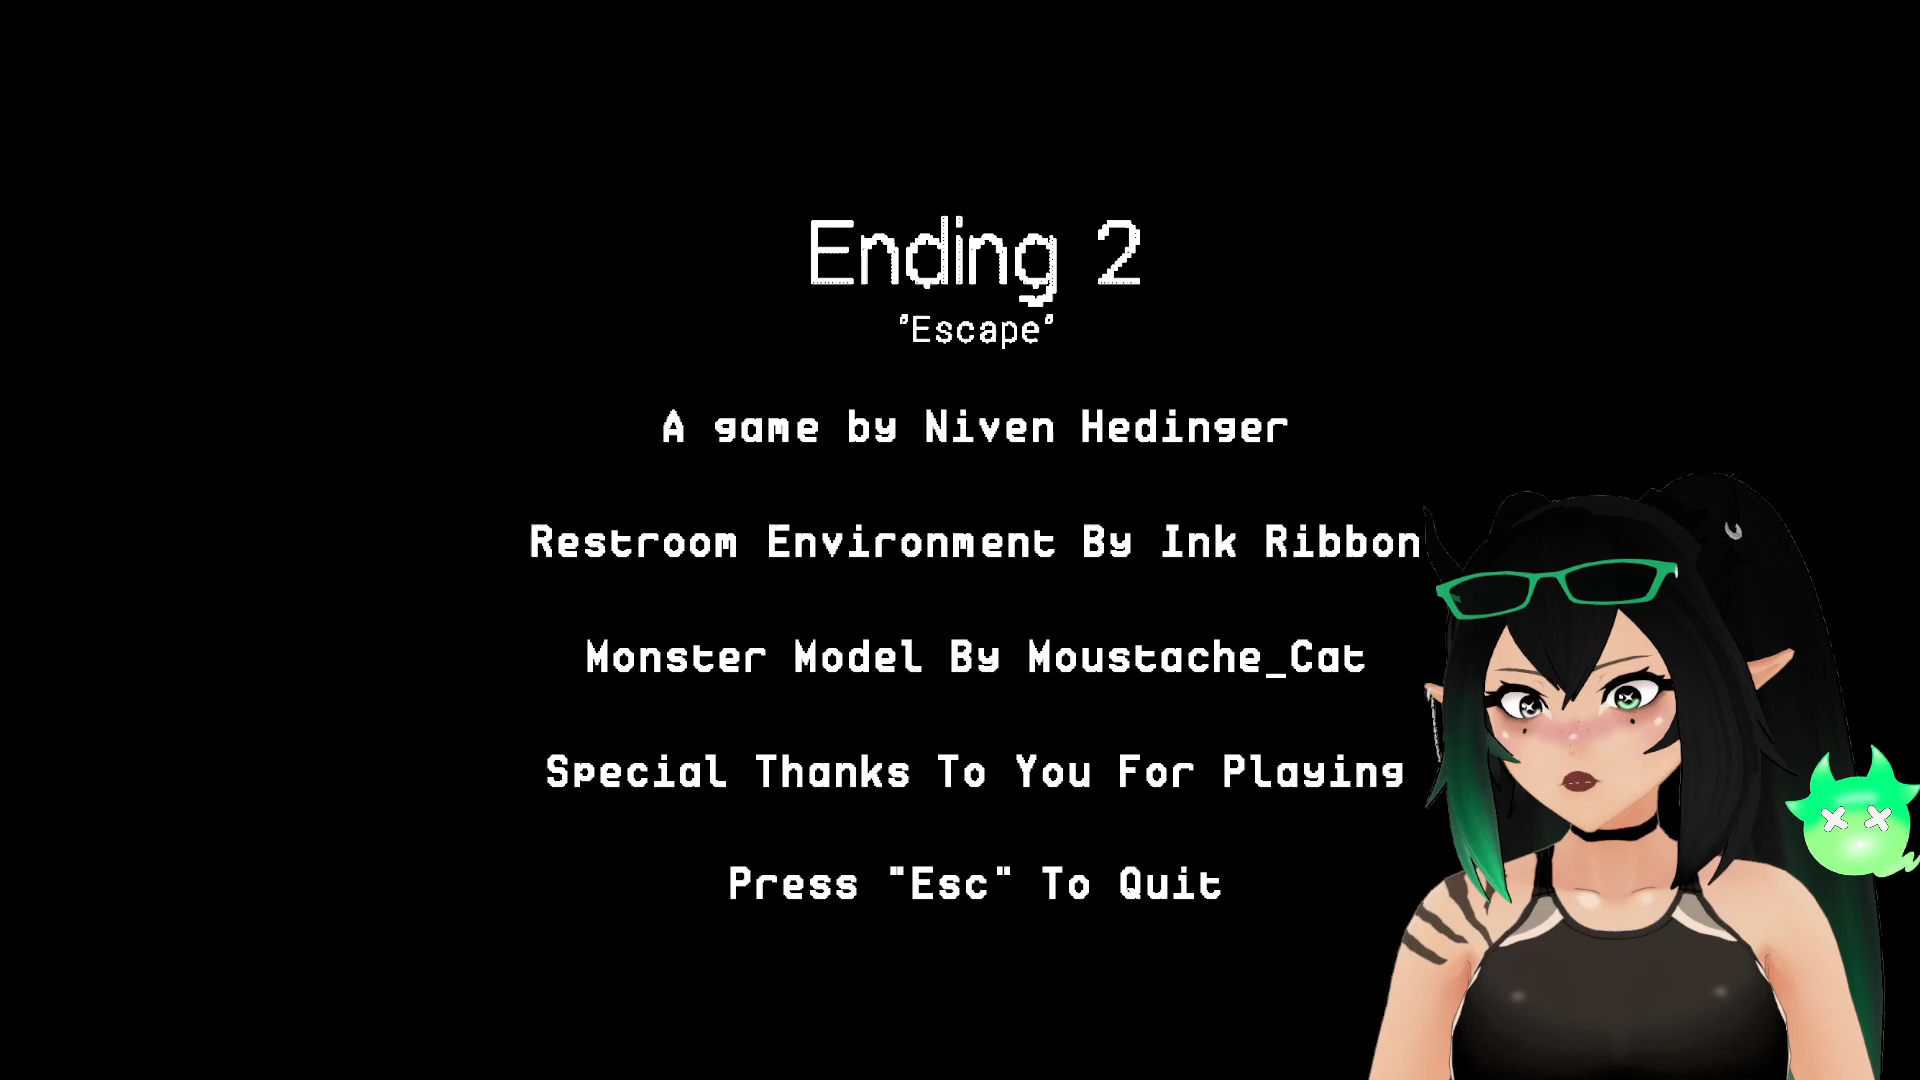 Ending 2
"Escape"
A game by Niven Hedinger
Restroom Environment By Ink Ribbon
Monster Model By Moustache_Cat
Special Thanks To You For Playing
Press "Esc" To Quit